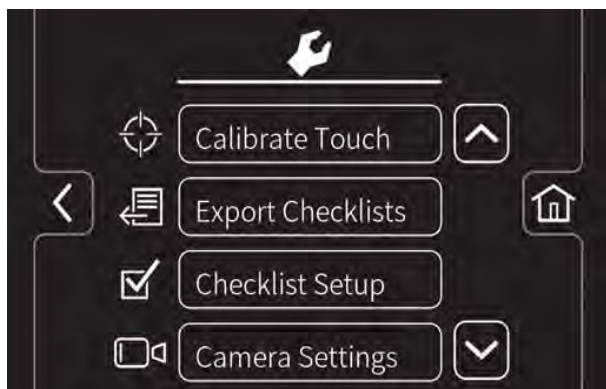 Calibrate Touch
Export Checklists
Checklist Setup
Camera Settings